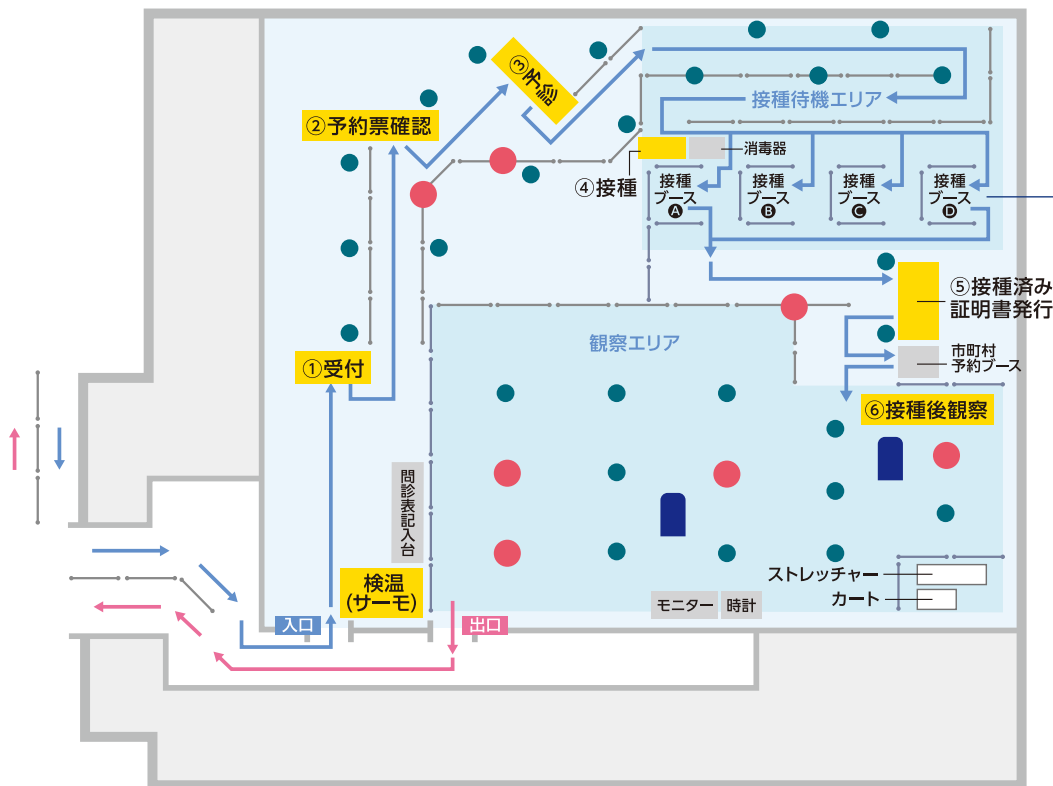 ③予診
②予約票確認
接種待機エリア
消毒器
④接種
接種
ブース
A
接種
ブース
B
接種
ブース
C
接種
ブース
D
⑤接種済み
証明書発行
観察エリア
市町村
予約ブース
①受付
⑥接種後観察
問診表記入台
検温
(サーモ)
ストレッチャー
カート
モニター
時計
入口
出口